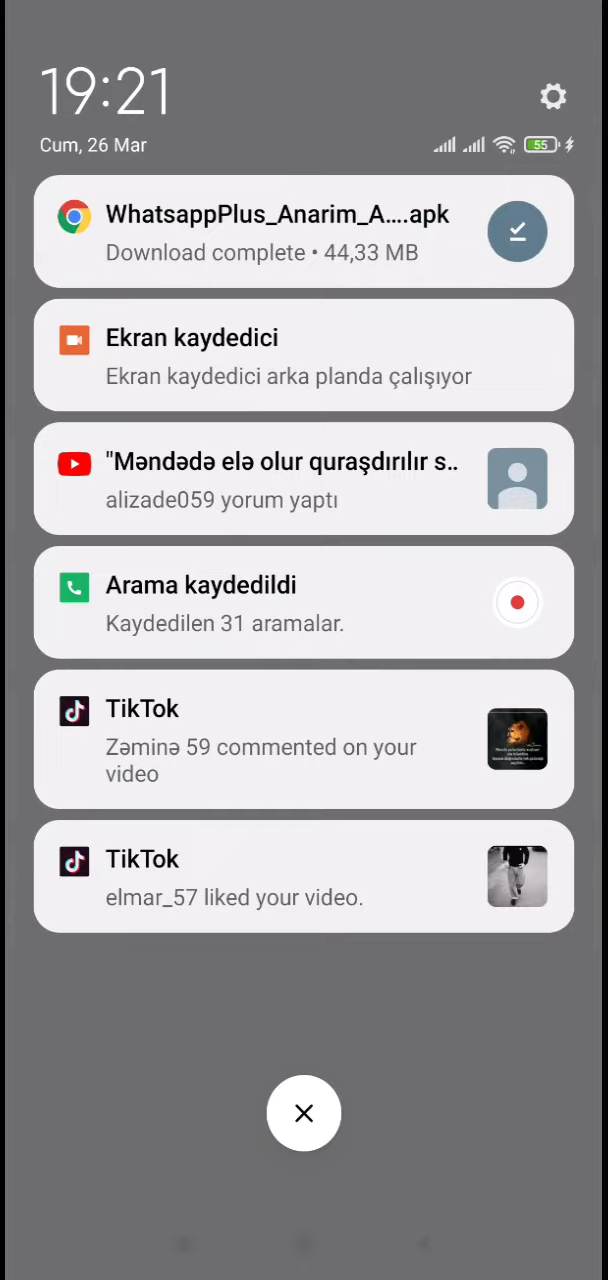 19:21
Cum, 26 Mar
55
WhatsappPlus_Anarim_A....apk
Download complete • 44,33 MB
Ekran kaydedici
Ekran kaydedici arka planda çalışıyor
"Məndədə elə olur quraşdırılır s..
alizade059 yorum yaptı
Arama kaydedildi
Kaydedilen 31 aramalar.
TikTok
Zəminə 59 commented on your
video
TikTok
elmar_57 liked your video.